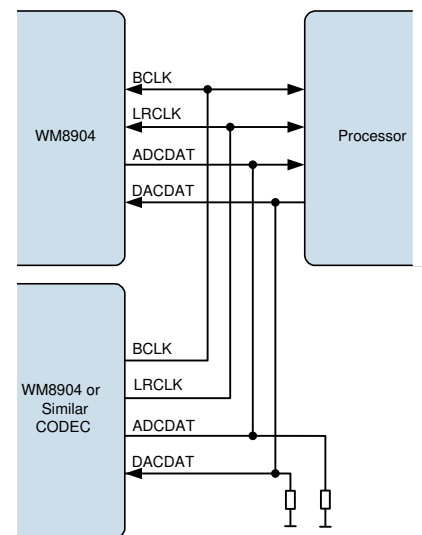 BCLK
LRCLK
WM8904
Processor
ADCDAT
DACDAT
BCLK
WM8904 or
Similar
CODEC
LRCLK
ADCDAT
DACDAT